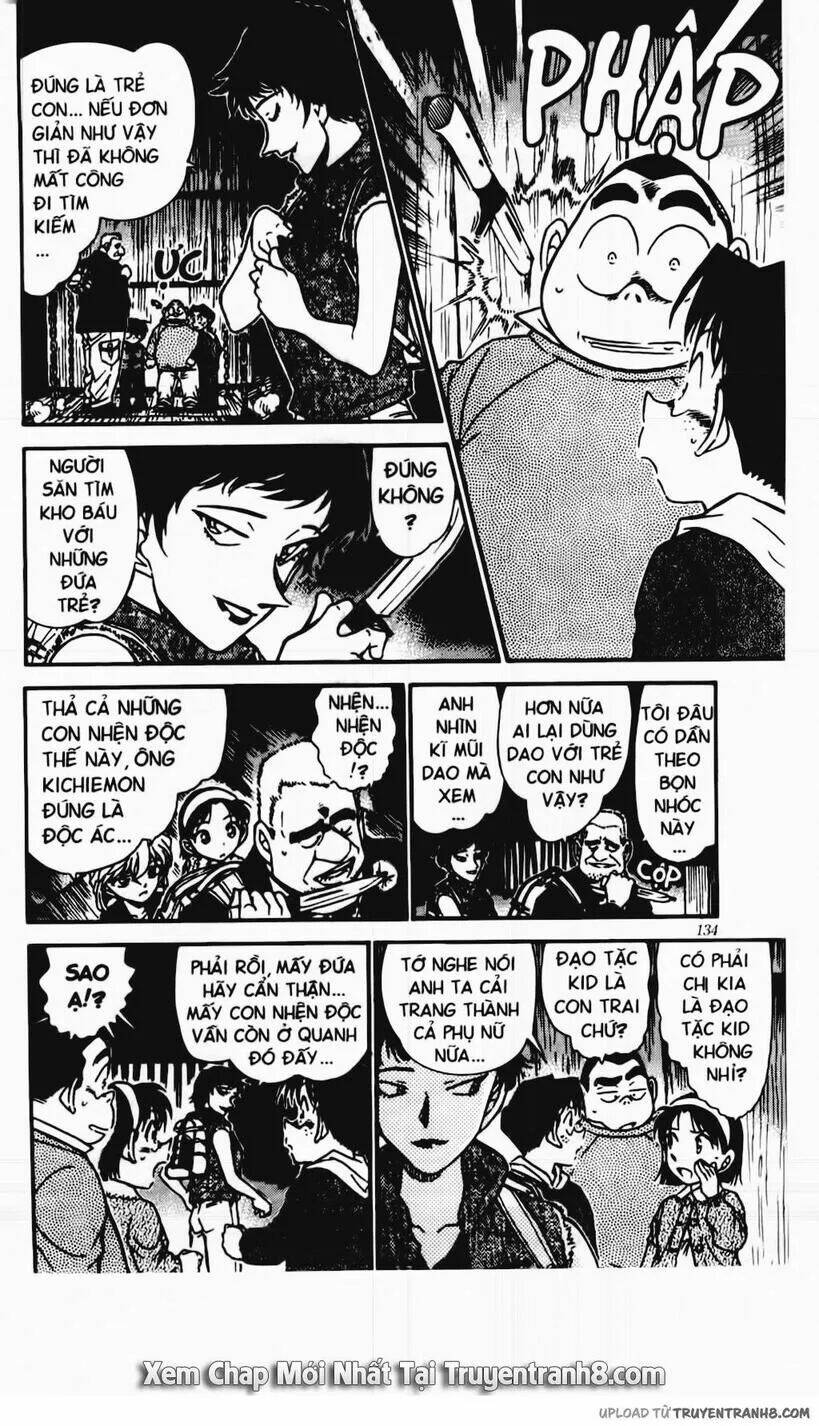 PHẬP
ĐÚNG LÀ TRẺ
CON... NẾU ĐƠN
GIẢN NHƯ VẬY
THÌ ĐÃ KHÔNG
MẤT CÔNG
ĐI TÌM
KIẾM
...
ỰC
ĐÚNG
KHÔNG
?
NGƯỜI
SĂN TÌM
KHO BÁU
VỚI
NHỮNG
ĐỨA
TRẺ?
TÔI ĐÂU
CÓ DẪN
THEO
BỌN
NHÓC
NÀY
...
HƠN NỮA
AI LẠI DÙNG
DAO VỚI TRẺ
CON NHƯ
VẬY?
ANH
NHÌN
KĨ MŨI
DAO MÀ
XEM
...
CỘP
NHỆN...
NHỆN
ĐỘC
!?
THẢ CẢ NHỮNG
CON NHỆN ĐỘC
THẾ NÀY, ÔNG
KICHIEMON
ĐÚNG LÀ
ĐỘC ÁC...
134
CÓ PHẢI
CHỊ KIA
LÀ ĐẠO
TẶC KID
KHÔNG
NHỈ?
ĐẠO TẶC
KID LÀ
CON TRAI
CHỨ?
TỚ NGHE NÓI
ANH TA CẢI
TRANG THÀNH
CẢ PHỤ NỮ
NỮA...
PHẢI RỒI, MẤY ĐỨA
HÃY CẨN THẬN...
MẤY CON NHỆN ĐỘC
VẪN CÒN Ở QUANH
ĐÓ ĐẤY...
SAO
Ạ!?
Xem Chap Mới Nhất Tại Truyentranh8.com
UPLOAD TỪ TRUYENTRANH8.COM